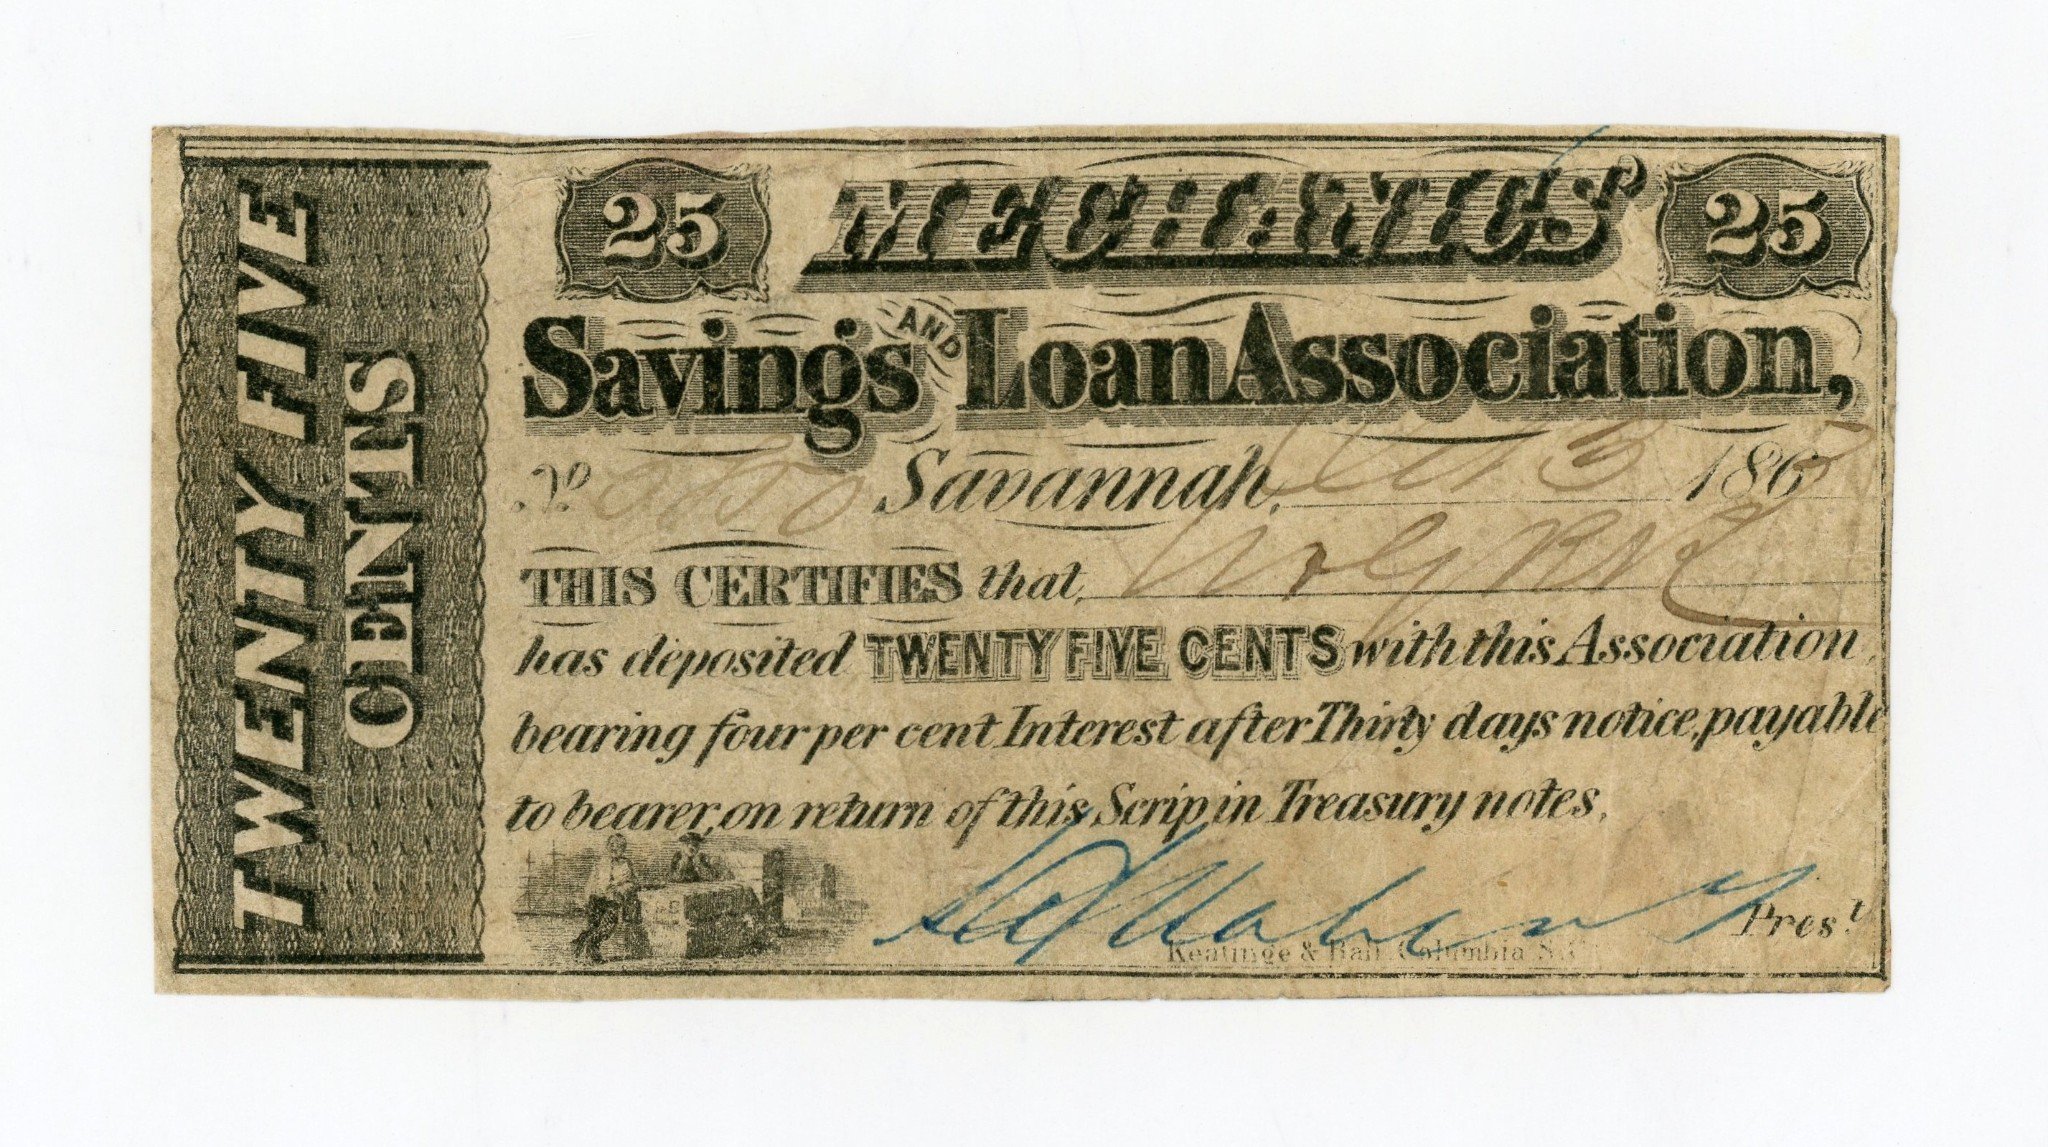 TWENTY FIVE
CENTS
25 MECHANICS' 25
Savings AND Loan Association,
No Savannah, 186
THIS CERTIFIES that
has deposited TWENTY FIVE CENTS with this Association,
bearing four per cent Interest after Thirty days notice, payable
to bearer, on return of this Scrip, in Treasury notes.
Pres.t
Keatinge & Ball Columbia S.C.